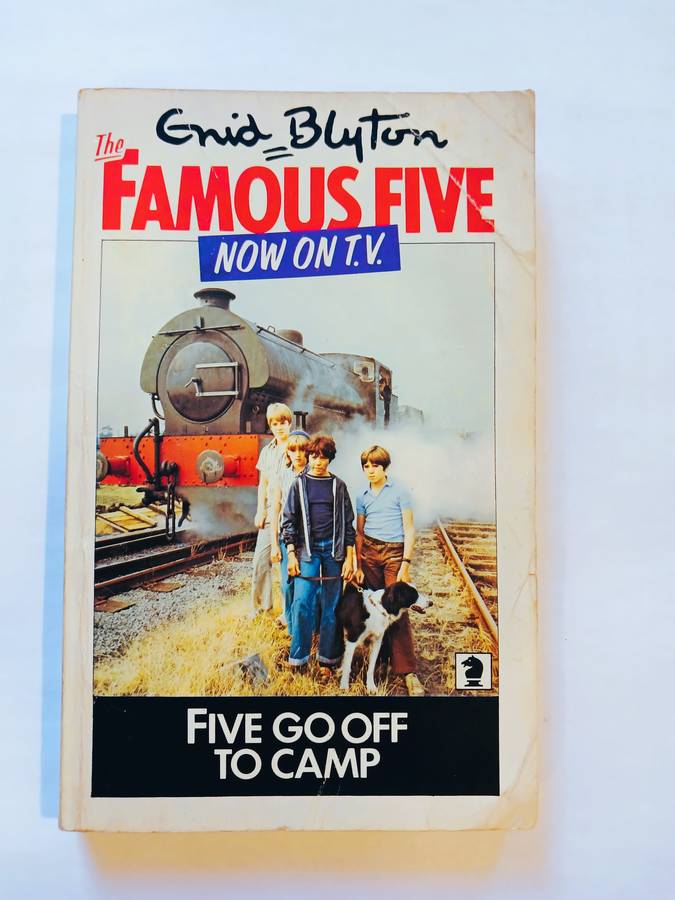 Enid Blyton
The
FAMOUS FIVE
NOW ON T.V.
FIVE GO OFF
TO CAMP